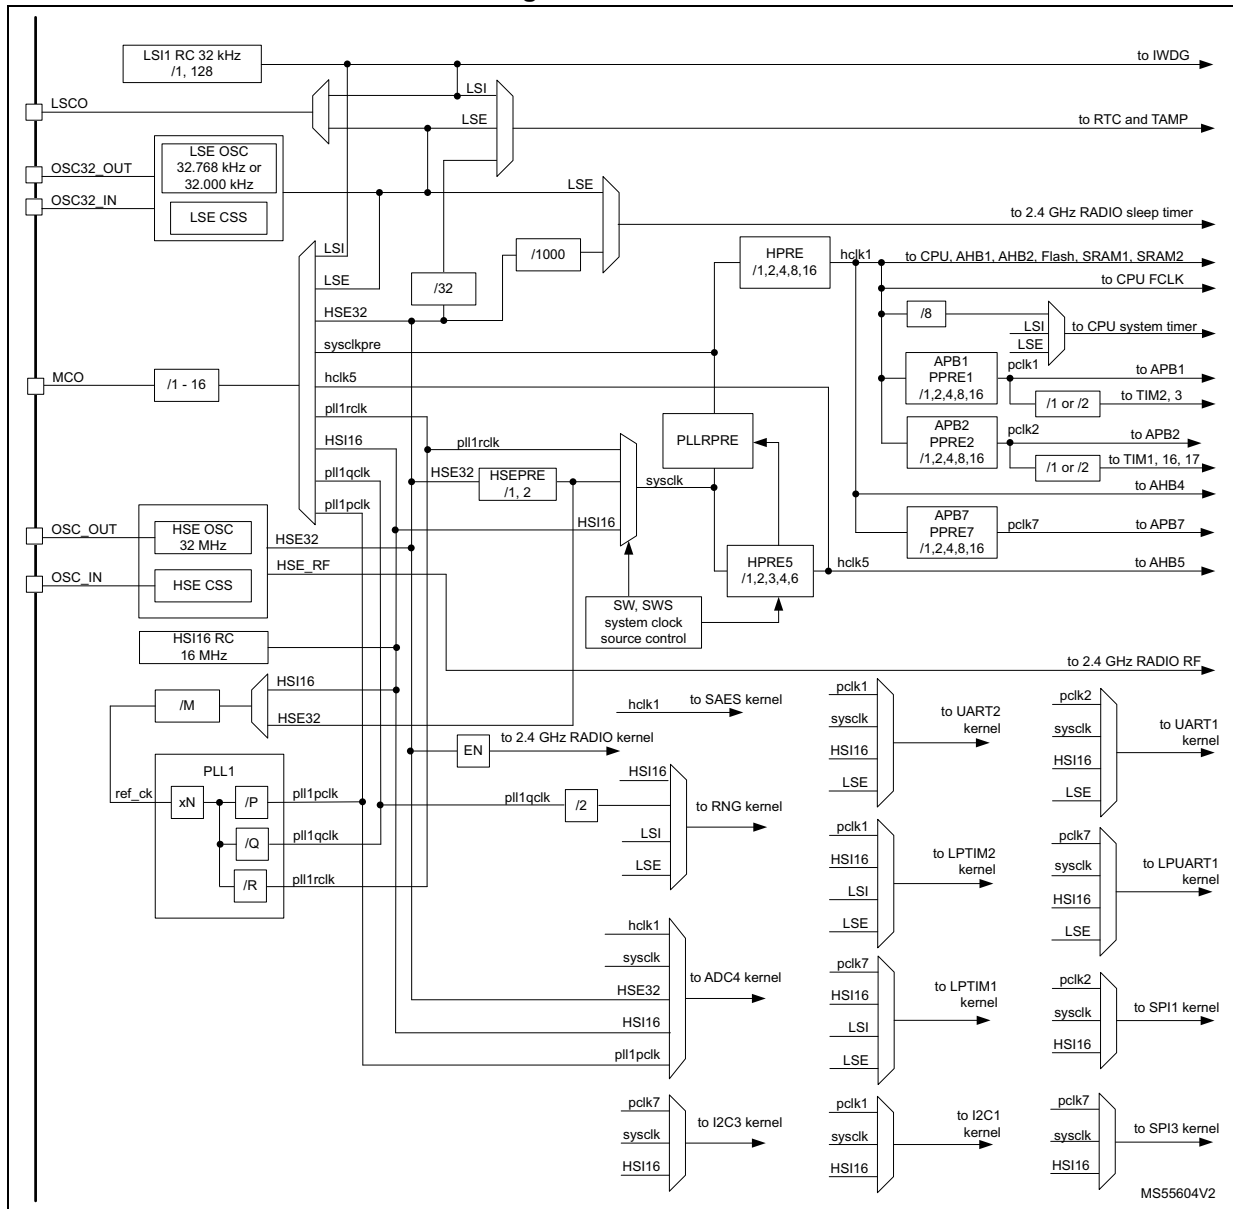 LSI1 RC 32 kHz
/1, 128
to IWDG
LSCO
LSI
LSE
to RTC and TAMP
OSC32_OUT
OSC32_IN
LSE OSC
32.768 kHz or
32.000 kHz
LSE CSS
LSE
to 2.4 GHz RADIO sleep timer
LSI
LSE
HSE32
sysclkpre
hclk5
pll1rclk
HSI16
pll1qclk
pll1pclk
/32
/1000
HPRE
/1,2,4,8,16
hclk1
to CPU, AHB1, AHB2, Flash, SRAM1, SRAM2
to CPU FCLK
/8
LSI
LSE
to CPU system timer
MCO
/1 - 16
APB1
PPRE1
/1,2,4,8,16
pclk1
to APB1
/1 or /2
to TIM2, 3
APB2
PPRE2
/1,2,4,8,16
pclk2
to APB2
/1 or /2
to TIM1, 16, 17
to AHB4
APB7
PPRE7
/1,2,4,8,16
pclk7
to APB7
to AHB5
PLLRPRE
pll1rclk
HSE32
HSEPRE
/1, 2
HSI16
sysclk
HPRE5
/1,2,3,4,6
hclk5
SW, SWS
system clock
source control
OSC_OUT
OSC_IN
HSE OSC
32 MHz
HSE CSS
HSE32
HSE_RF
HSI16 RC
16 MHz
to 2.4 GHz RADIO RF
/M
HSI16
HSE32
hclk1
to SAES kernel
EN
to 2.4 GHz RADIO kernel
PLL1
ref_ck
xN
/P
pll1pclk
/Q
pll1qclk
/R
pll1rclk
HSI16
pll1qclk
/2
LSI
LSE
to RNG kernel
pclk1
sysclk
HSI16
LSE
to UART2
kernel
pclk2
sysclk
HSI16
LSE
to UART1
kernel
pclk1
HSI16
LSI
LSE
to LPTIM2
kernel
pclk7
sysclk
HSI16
LSE
to LPUART1
kernel
hclk1
sysclk
HSE32
HSI16
pll1pclk
to ADC4 kernel
pclk7
HSI16
LSI
LSE
to LPTIM1
kernel
pclk2
sysclk
HSI16
to SPI1 kernel
pclk7
sysclk
HSI16
to I2C3 kernel
pclk1
sysclk
HSI16
to I2C1
kernel
pclk7
sysclk
HSI16
to SPI3 kernel
MS55604V2